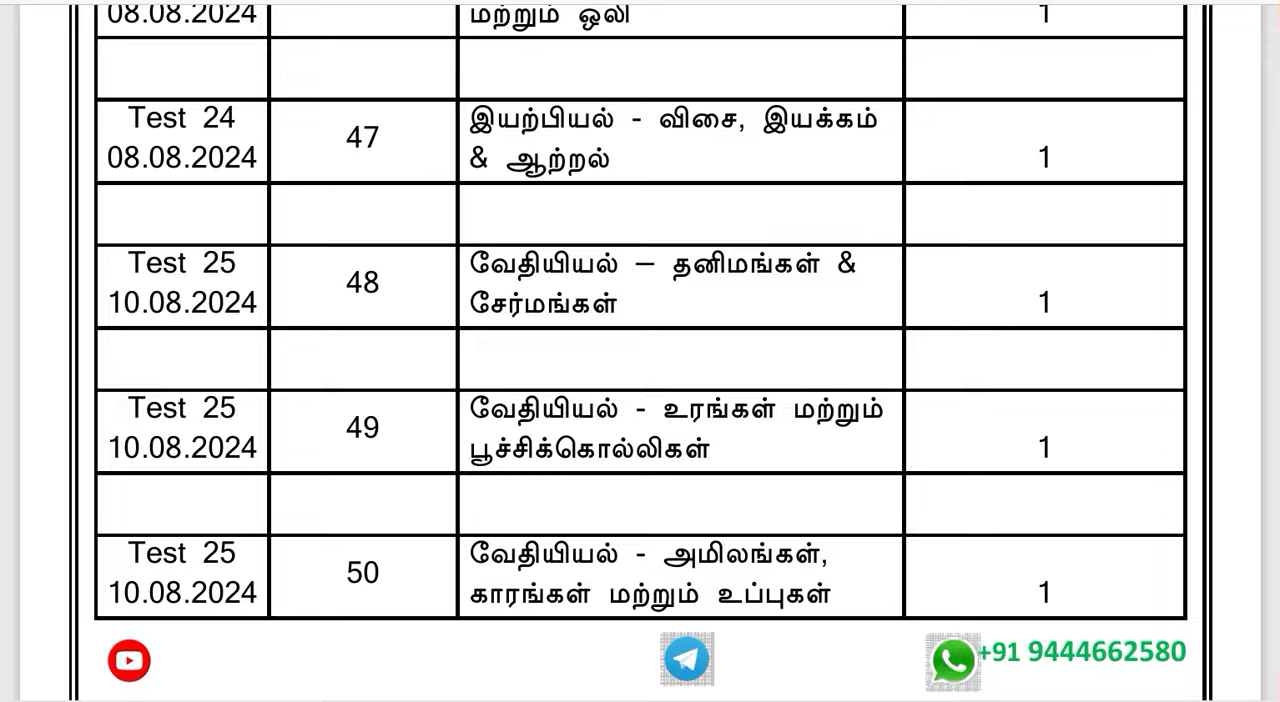 08.08.2024
மற்றும் ஒலி
1
Test 24
08.08.2024
47
இயற்பியல் - விசை, இயக்கம்
& ஆற்றல்
1
Test 25
10.08.2024
48
வேதியியல் – தனிமங்கள் &
சேர்மங்கள்
1
Test 25
10.08.2024
49
வேதியியல் - உரங்கள் மற்றும்
பூச்சிக்கொல்லிகள்
1
Test 25
10.08.2024
50
வேதியியல் - அமிலங்கள்,
காரங்கள் மற்றும் உப்புகள்
1
+91 9444662580